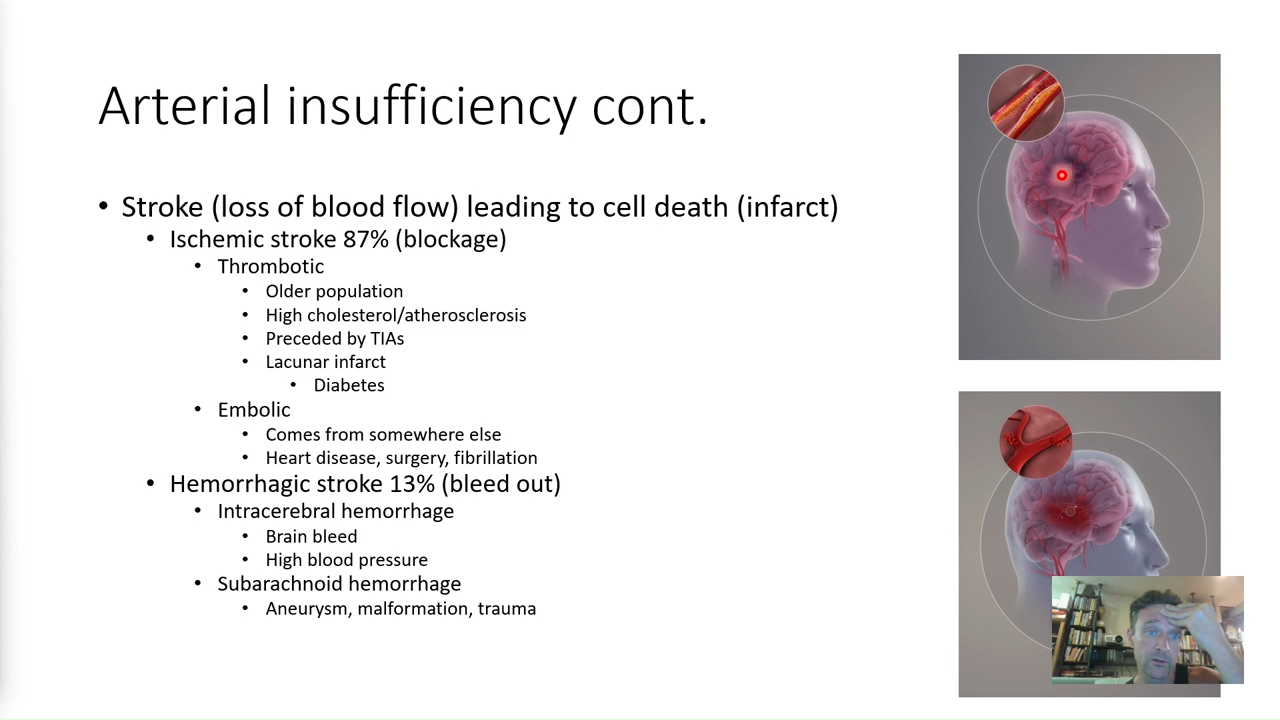 Arterial insufficiency cont.
• Stroke (loss of blood flow) leading to cell death (infarct)
• Ischemic stroke 87% (blockage)
• Thrombotic
• Older population
• High cholesterol/atherosclerosis
• Preceded by TIAs
• Lacunar infarct
• Diabetes
• Embolic
• Comes from somewhere else
• Heart disease, surgery, fibrillation
• Hemorrhagic stroke 13% (bleed out)
• Intracerebral hemorrhage
• Brain bleed
• High blood pressure
• Subarachnoid hemorrhage
• Aneurysm, malformation, trauma